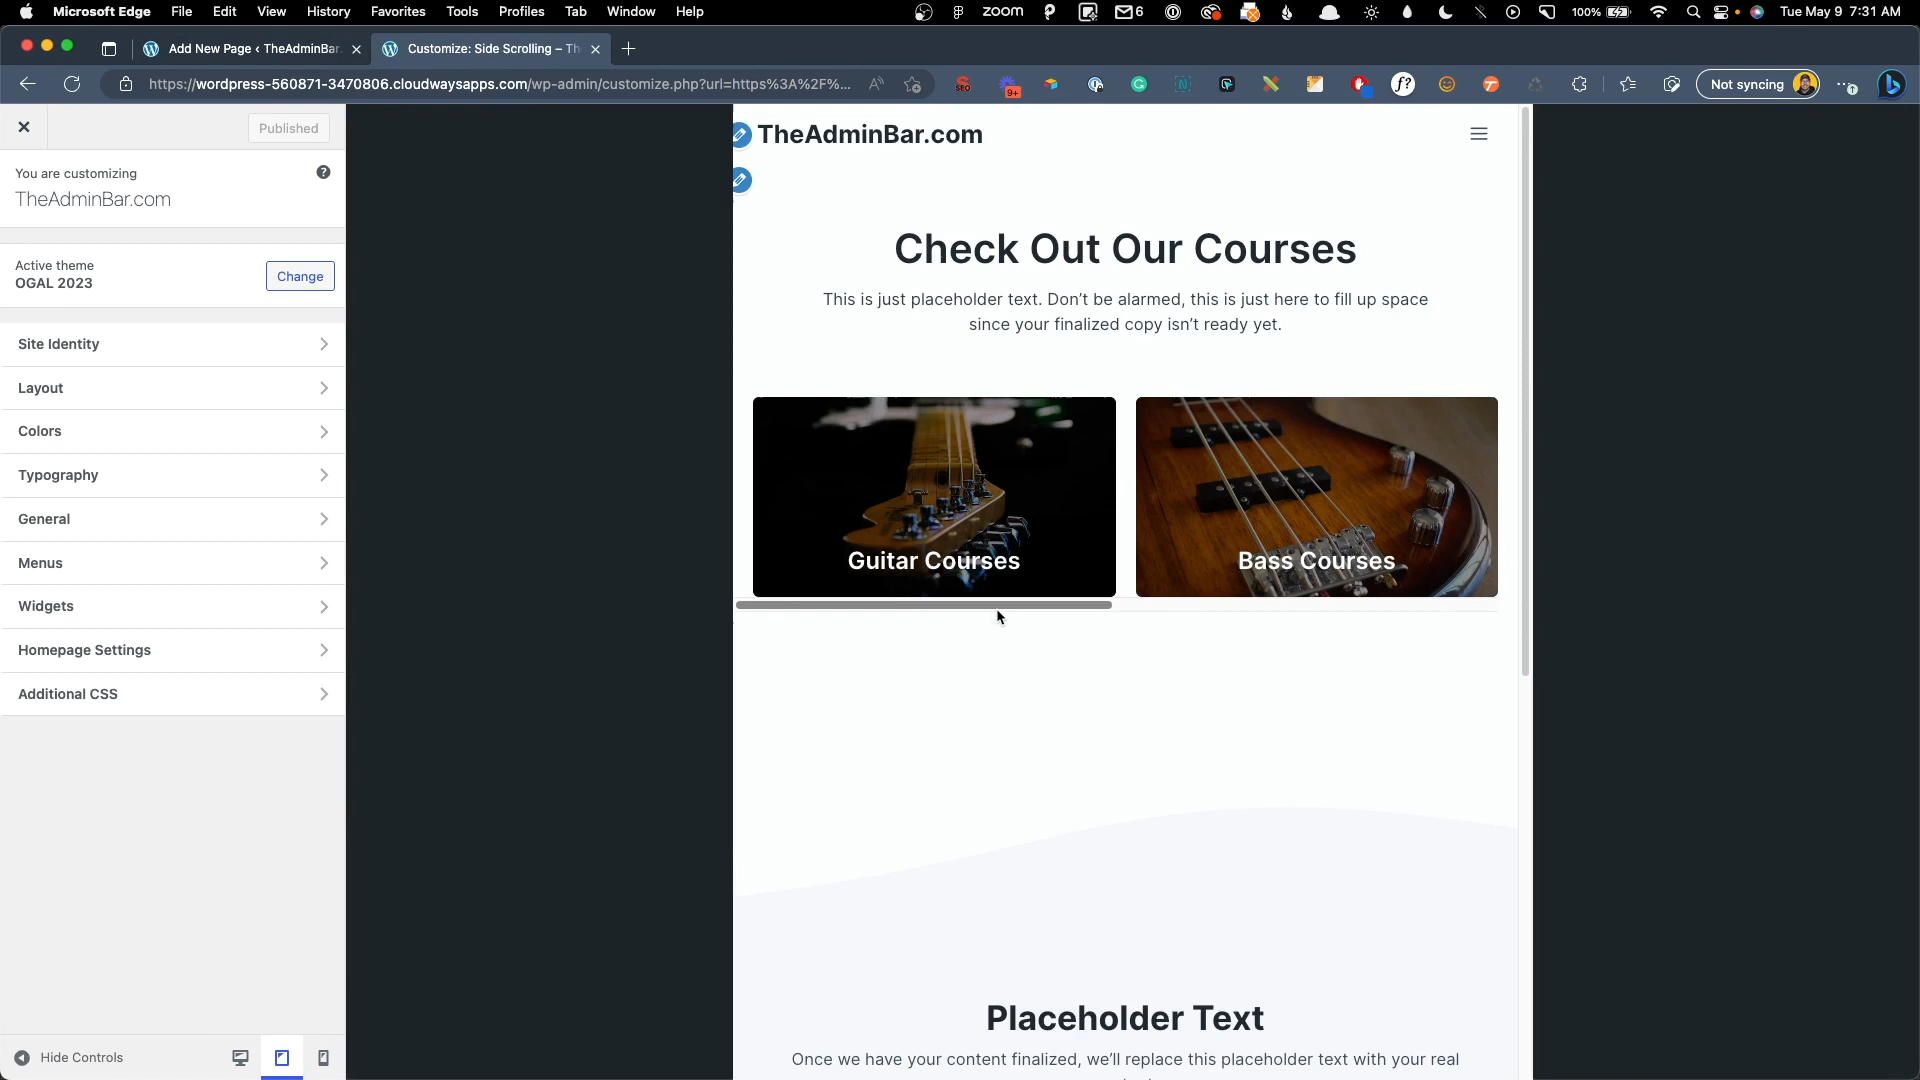 Microsoft Edge File Edit View History Favorites Tools Profiles Tab Window Help
zoom 6 100% Tue May 9 7:31 AM
Add New Page ‹ TheAdminBar.
Customize: Side Scrolling – Th
https://wordpress-560871-3470806.cloudwaysapps.com/wp-admin/customize.php?url=https%3A%2F%...
SEO
9+
f?
Not syncing
Published
You are customizing
TheAdminBar.com
Active theme
OGAL 2023
Change
Site Identity
Layout
Colors
Typography
General
Menus
Widgets
Homepage Settings
Additional CSS
Hide Controls
TheAdminBar.com
Check Out Our Courses
This is just placeholder text. Don’t be alarmed, this is just here to fill up space
since your finalized copy isn’t ready yet.
Guitar Courses
Bass Courses
Placeholder Text
Once we have your content finalized, we’ll replace this placeholder text with your real